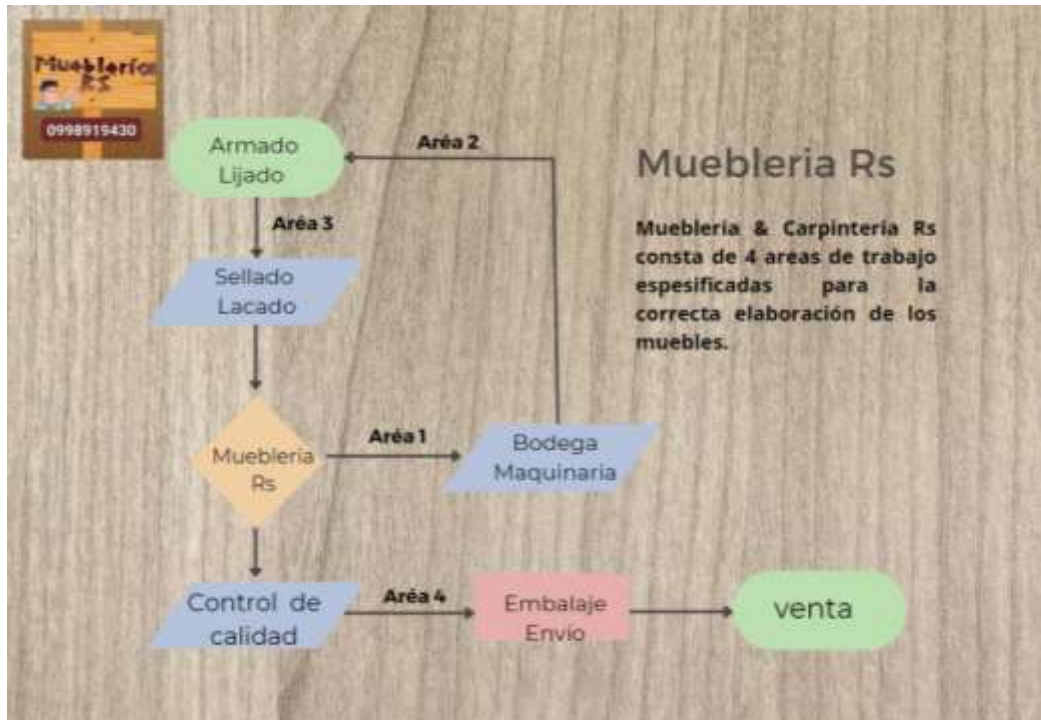 Mueblerías
RS
0998919430
Armado
Lijado
Aréa 2
Muebleria Rs
Aréa 3
Muebleria & Carpintería Rs
consta de 4 areas de trabajo
espesificadas para la
correcta elaboración de los
muebles.
Sellado
Lacado
Aréa 1
Mueblería
Rs
Bodega
Maquinaria
Control de
calidad
Aréa 4
Embalaje
Envío
venta